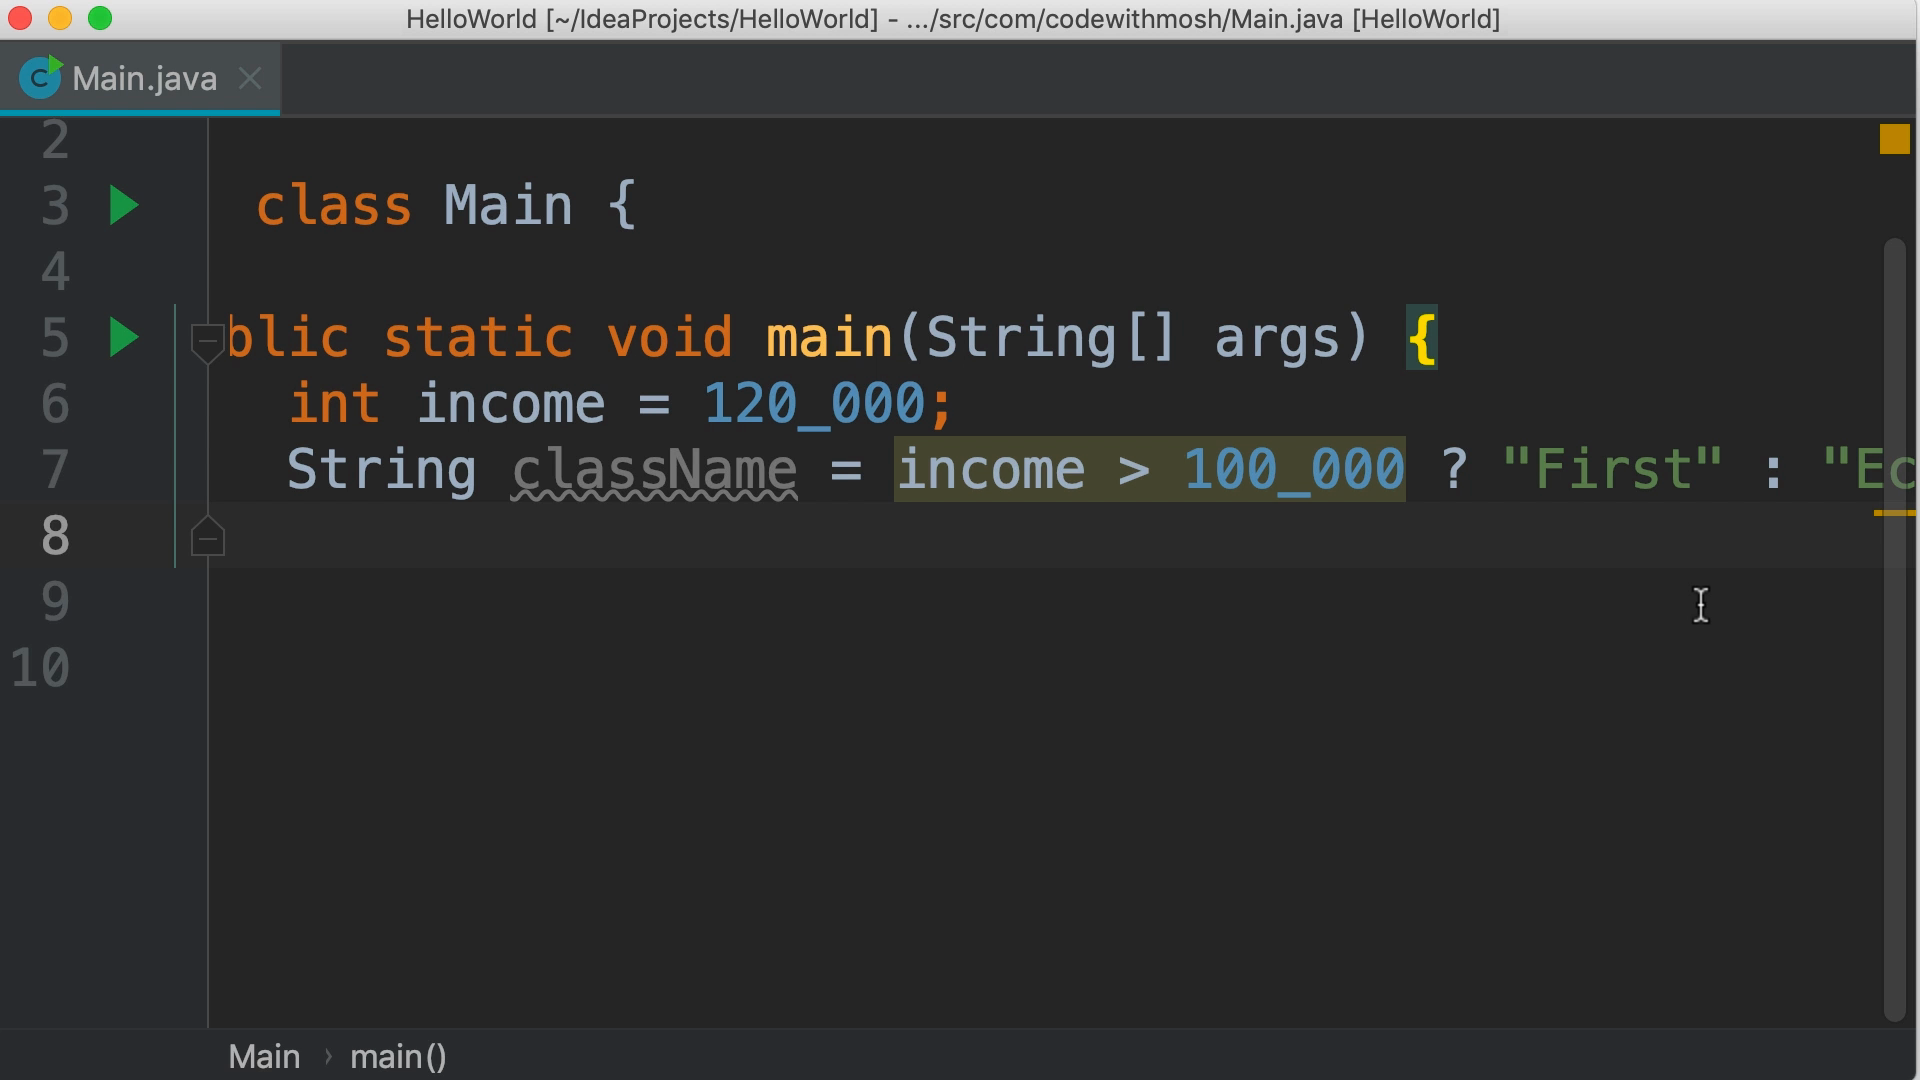 HelloWorld [~/IdeaProjects/HelloWorld] - .../src/com/codewithmosh/Main.java [HelloWorld]
Main.java
2
3 class Main {
4
5 blic static void main(String[] args) {
6 int income = 120_000;
7 String className = income > 100_000 ? "First" : "Ec
8
9
10
Main › main()